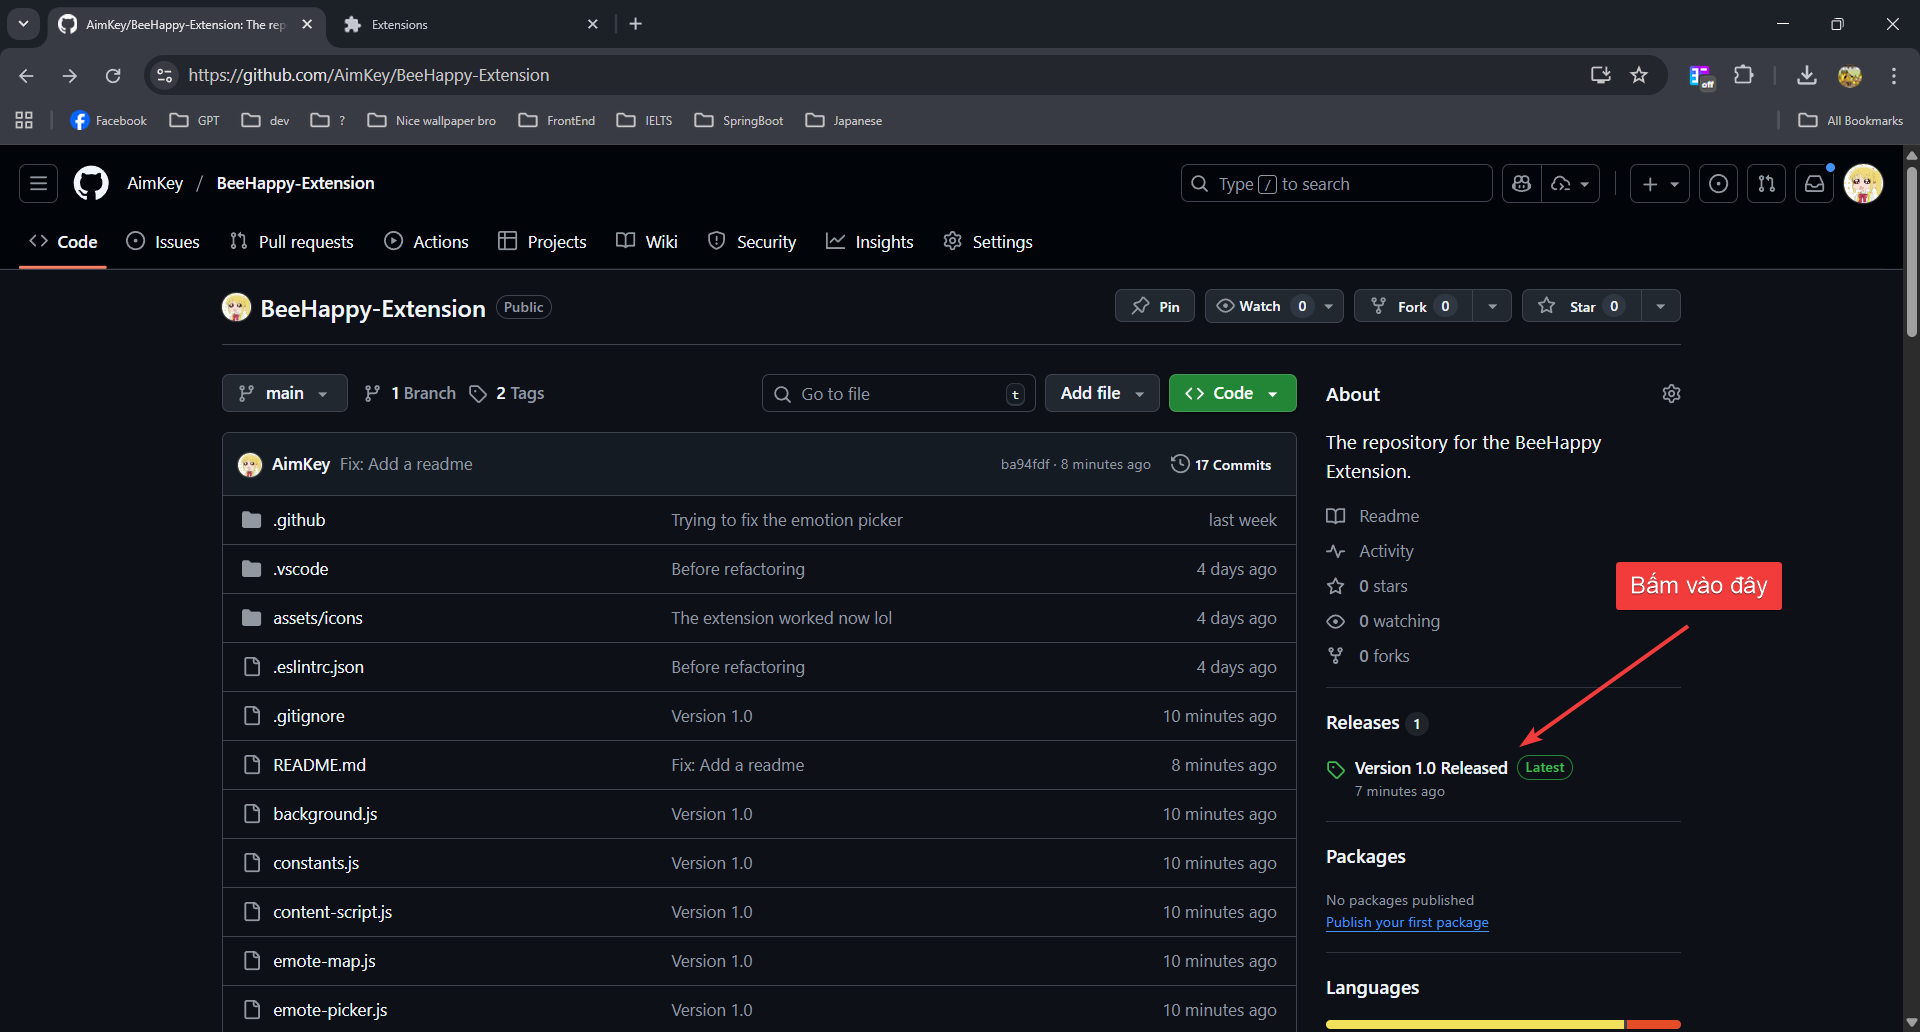 AimKey/BeeHappy-Extension: The rep
Extensions
https://github.com/AimKey/BeeHappy-Extension
off
Facebook
GPT
dev
?
Nice wallpaper bro
FrontEnd
IELTS
SpringBoot
Japanese
All Bookmarks
AimKey / BeeHappy-Extension
Type / to search
Code
Issues
Pull requests
Actions
Projects
Wiki
Security
Insights
Settings
BeeHappy-Extension Public
Pin
Watch 0
Fork 0
Star 0
main
1 Branch
2 Tags
Go to file t
Add file
Code
AimKey Fix: Add a readme ba94fdf · 8 minutes ago 17 Commits
.github Trying to fix the emotion picker last week
.vscode Before refactoring 4 days ago
assets/icons The extension worked now lol 4 days ago
.eslintrc.json Before refactoring 4 days ago
.gitignore Version 1.0 10 minutes ago
README.md Fix: Add a readme 8 minutes ago
background.js Version 1.0 10 minutes ago
constants.js Version 1.0 10 minutes ago
content-script.js Version 1.0 10 minutes ago
emote-map.js Version 1.0 10 minutes ago
emote-picker.js Version 1.0 10 minutes ago
About
The repository for the BeeHappy
Extension.
Readme
Activity
0 stars
0 watching
0 forks
Bấm vào đây
Releases 1
Version 1.0 Released Latest
7 minutes ago
Packages
No packages published
Publish your first package
Languages